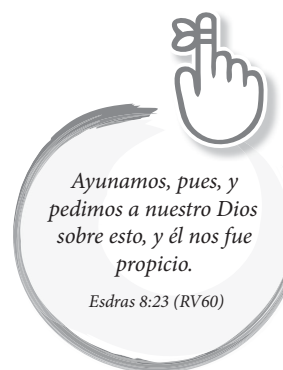 Ayunamos, pues, y
pedimos a nuestro Dios
sobre esto, y él nos fue
propicio.
Esdras 8:23 (RV60)